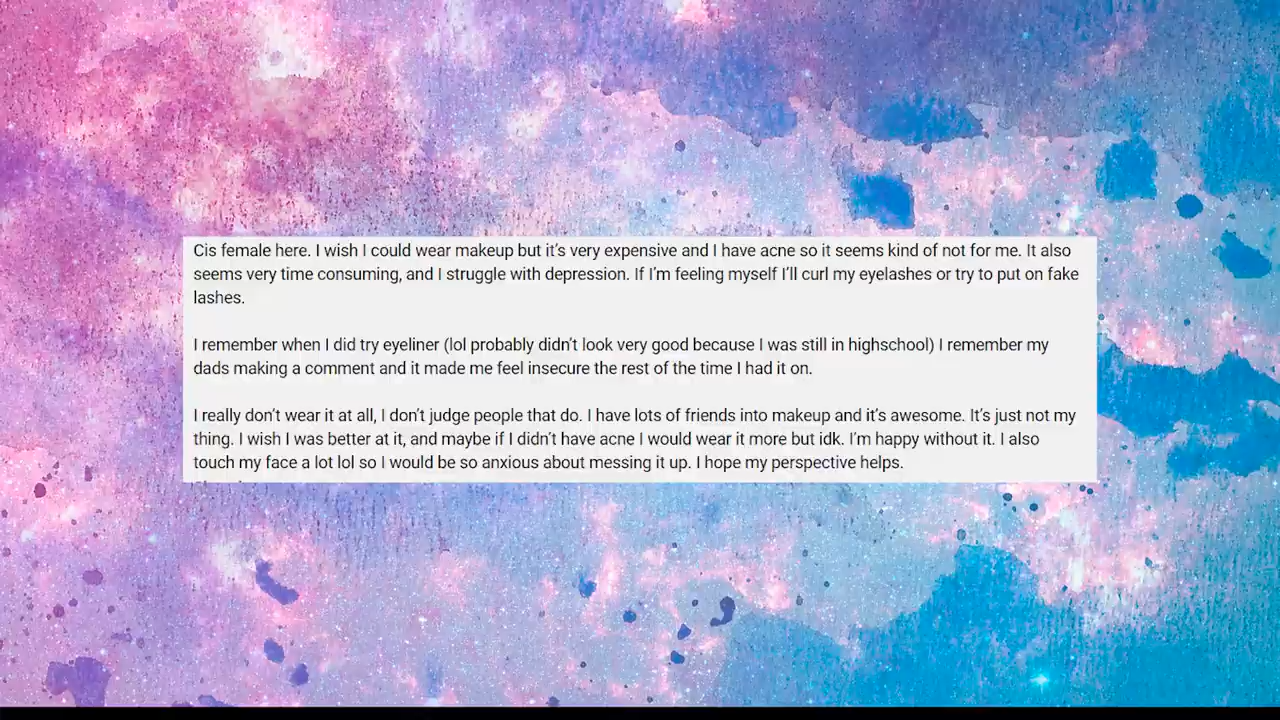 Cis female here. I wish I could wear makeup but it's very expensive and I have acne so it seems kind of not for me. It also
seems very time consuming, and I struggle with depression. If I'm feeling myself I'll curl my eyelashes or try to put on fake
lashes.
I remember when I did try eyeliner (lol probably didn't look very good because I was still in highschool) I remember my
dads making a comment and it made me feel insecure the rest of the time I had it on.
I really don't wear it at all, I don't judge people that do. I have lots of friends into makeup and it's awesome. It's just not my
thing. I wish I was better at it, and maybe if I didn't have acne I would wear it more but idk. I'm happy without it. I also
touch my face a lot lol so I would be so anxious about messing it up. I hope my perspective helps.